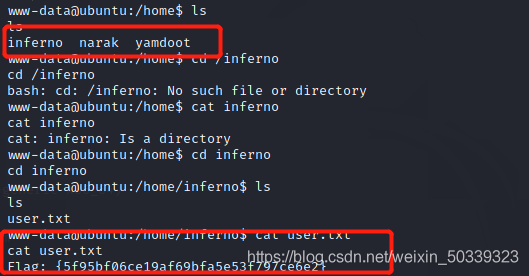 www-data@ubuntu:/home$ ls
ls
inferno narak yamdoot
www-data@ubuntu:/home$ cd /inferno
cd /inferno
bash: cd: /inferno: No such file or directory
www-data@ubuntu:/home$ cat inferno
cat inferno
cat: inferno: Is a directory
www-data@ubuntu:/home$ cd inferno
cd inferno
www-data@ubuntu:/home/inferno$ ls
ls
user.txt
www-data@ubuntu:/home/inferno$ cat user.txt
cat user.txt
Flag: {5f95bf06ce19af69bfa5e53f797ce6e2}
https://blog.csdn.net/weixin_50339323